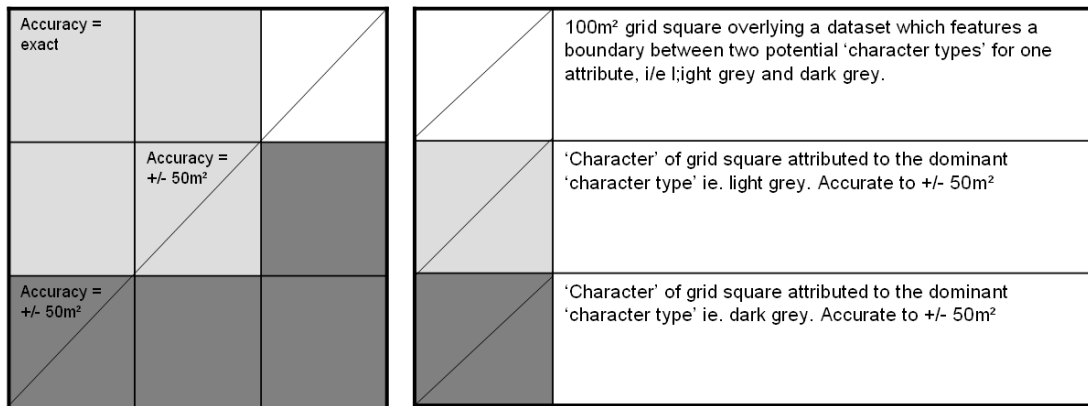 Accuracy =
exact
Accuracy =
+/- 50m²
Accuracy =
+/- 50m²
100m² grid square overlying a dataset which features a
boundary between two potential ‘character types’ for one
attribute, i/e l;ight grey and dark grey.
‘Character’ of grid square attributed to the dominant
‘character type’ ie. light grey. Accurate to +/- 50m²
‘Character’ of grid square attributed to the dominant
‘character type’ ie. dark grey. Accurate to +/- 50m²